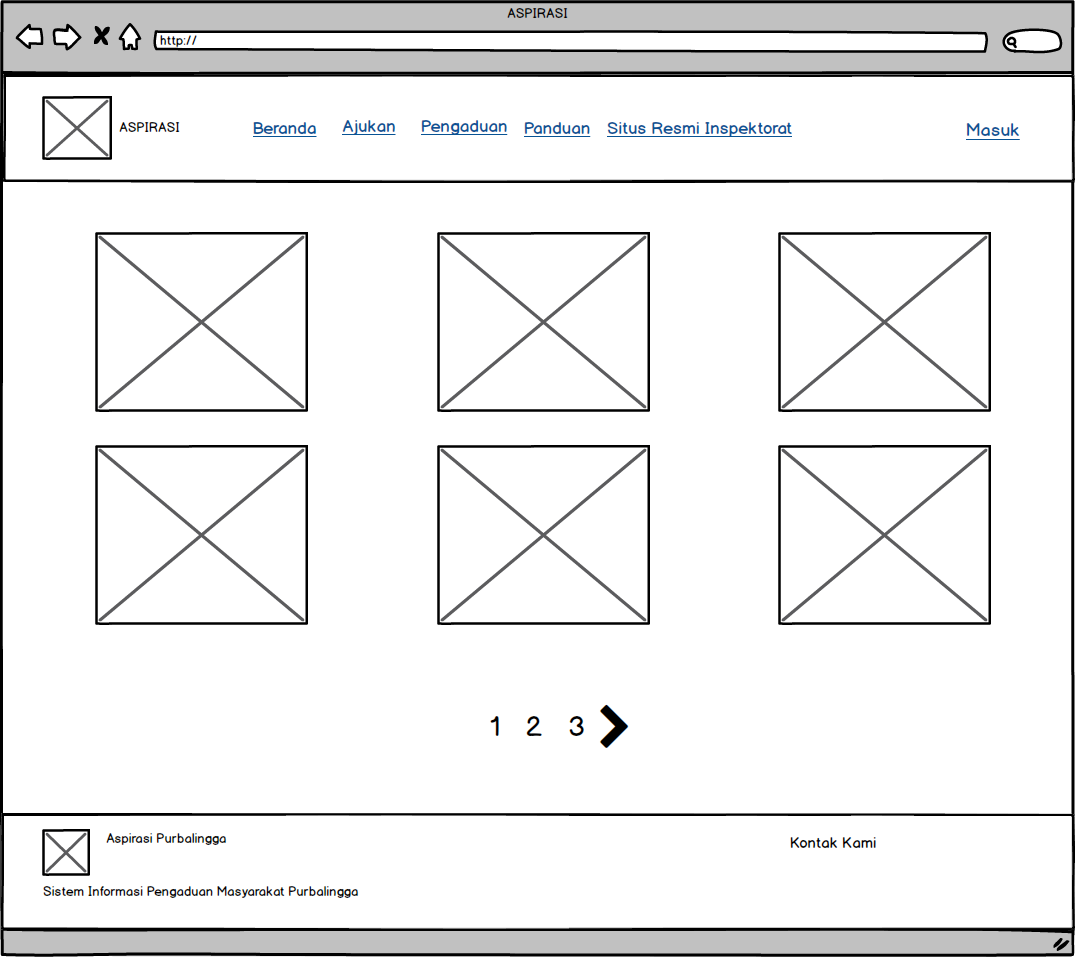 ASPIRASI
http://
ASPIRASI
Beranda
Ajukan
Pengaduan
Panduan
Situs Resmi Inspektorat
Masuk
1 2 3
Aspirasi Purbalingga
Kontak Kami
Sistem Informasi Pengaduan Masyarakat Purbalingga